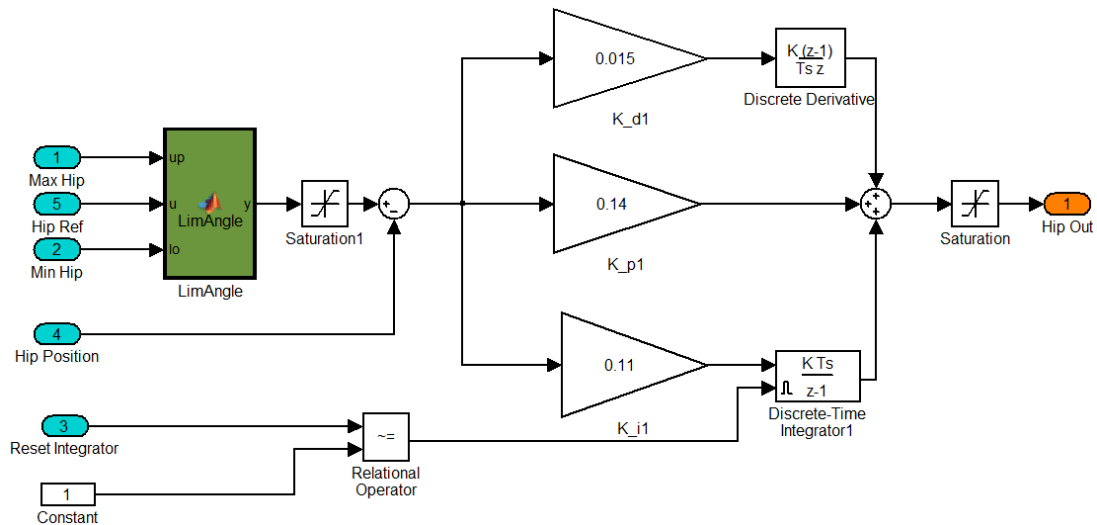 0.015
K_d1
K (z-1)
Ts z
Discrete Derivative
1
Max Hip
5
Hip Ref
2
Min Hip
up
u
lo
y
LimAngle
LimAngle
Saturation1
+
−
0.14
K_p1
+
+
+
Saturation
1
Hip Out
4
Hip Position
0.11
K_i1
K Ts
z-1
Discrete-Time
Integrator1
3
Reset Integrator
~=
Relational
Operator
1
Constant